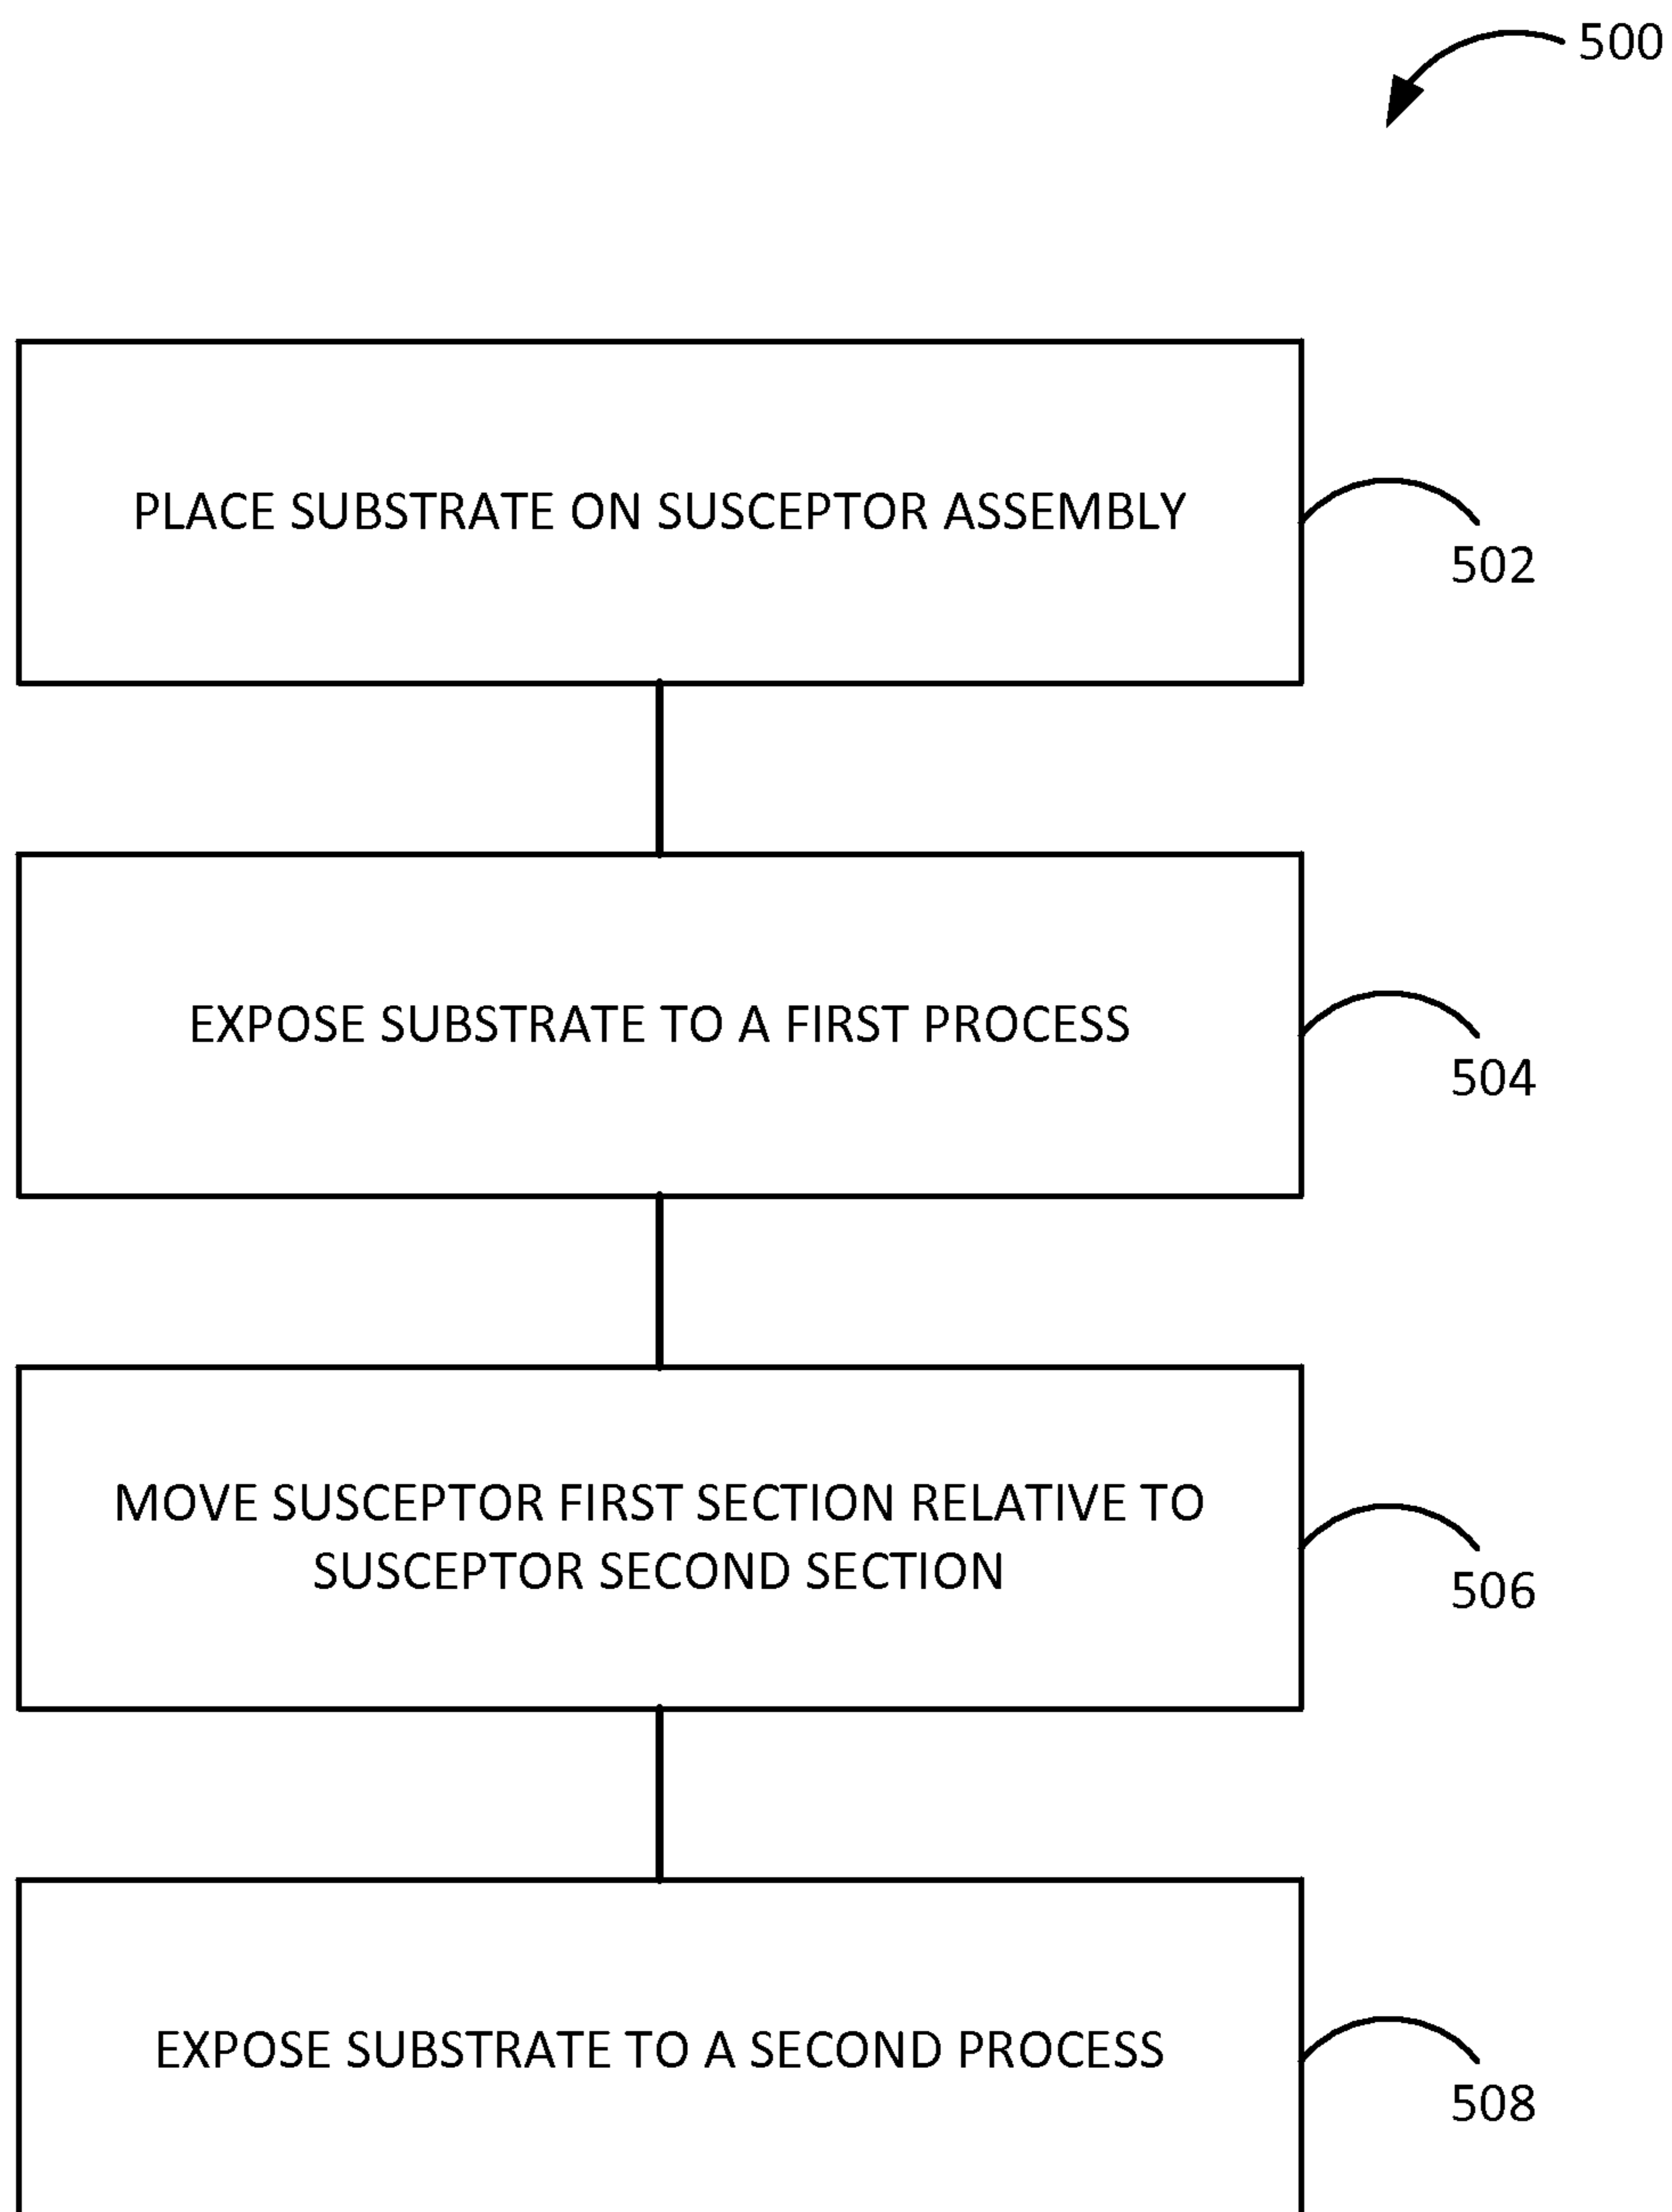 500
PLACE SUBSTRATE ON SUSCEPTOR ASSEMBLY
502
EXPOSE SUBSTRATE TO A FIRST PROCESS
504
MOVE SUSCEPTOR FIRST SECTION RELATIVE TO
SUSCEPTOR SECOND SECTION
506
EXPOSE SUBSTRATE TO A SECOND PROCESS
508